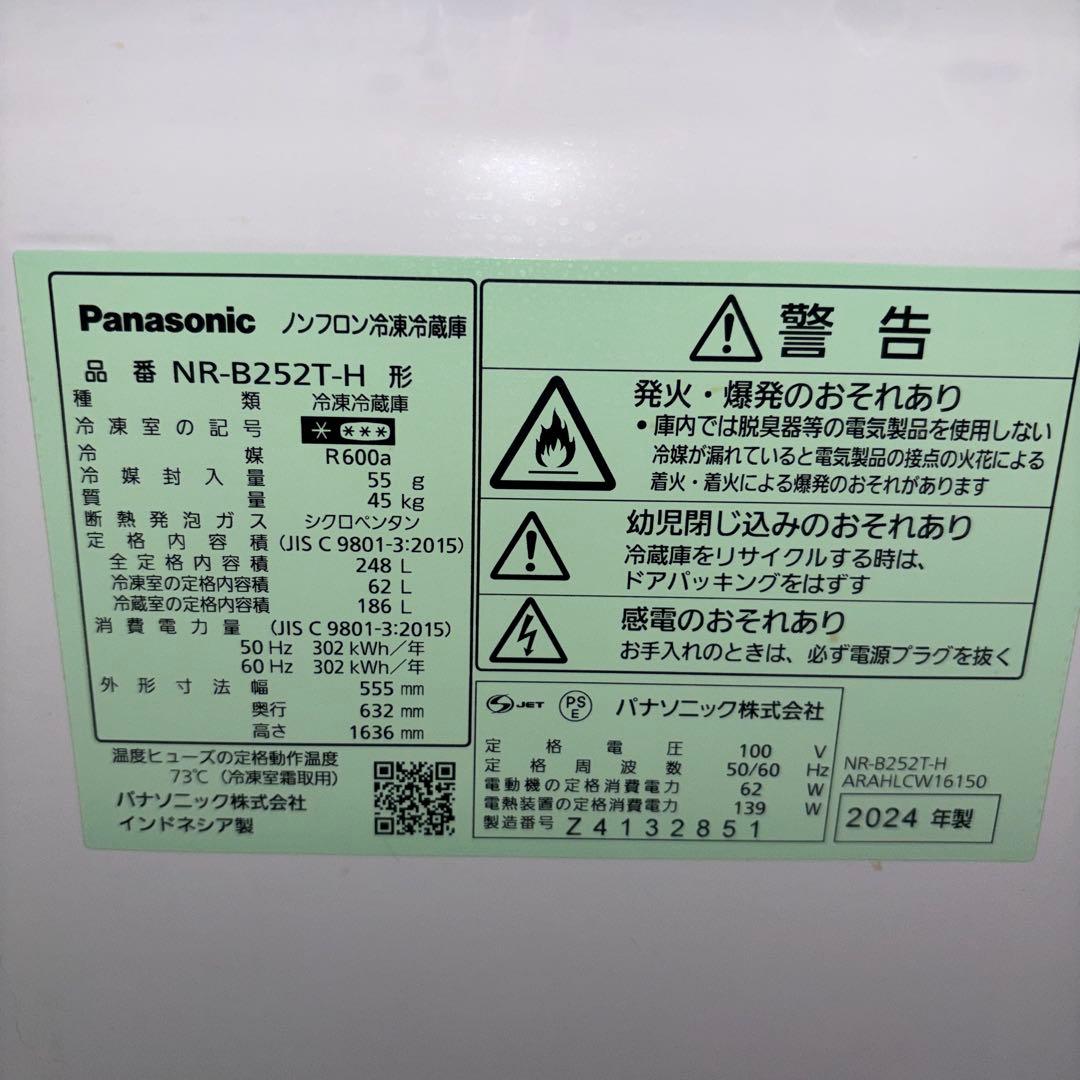 Panasonic ノンフロン冷凍冷蔵庫
品番 NR-B252T-H 形
種類 冷凍冷蔵庫
冷凍室の記号 * ***
冷媒 R600a
冷媒封入量 55 g
質量 45 kg
断熱発泡ガス シクロペンタン
定格内容積 (JIS C 9801-3:2015)
全定格内容積 248 L
冷凍室の定格内容積 62 L
冷蔵室の定格内容積 186 L
消費電力量 (JIS C 9801-3:2015)
50 Hz 302 kWh/年
60 Hz 302 kWh/年
外形寸法 幅 555 mm
奥行 632 mm
高さ 1636 mm
温度ヒューズの定格動作温度
73℃ (冷凍室霜取用)
パナソニック株式会社
インドネシア製
警告
発火・爆発のおそれあり
• 庫内では脱臭器等の電気製品を使用しない
冷媒が漏れていると電気製品の接点の火花による
着火・着火による爆発のおそれがあります
幼児閉じ込みのおそれあり
冷蔵庫をリサイクルする時は、
ドアパッキングをはずす
感電のおそれあり
お手入れのときは、必ず電源プラグを抜く
JET PS E パナソニック株式会社
定格電圧 100 V
定格周波数 50/60 Hz
電動機の定格消費電力 62 W
電熱装置の定格消費電力 139 W
製造番号 Z4132851
NR-B252T-H
ARAHLCW16150
2024 年製